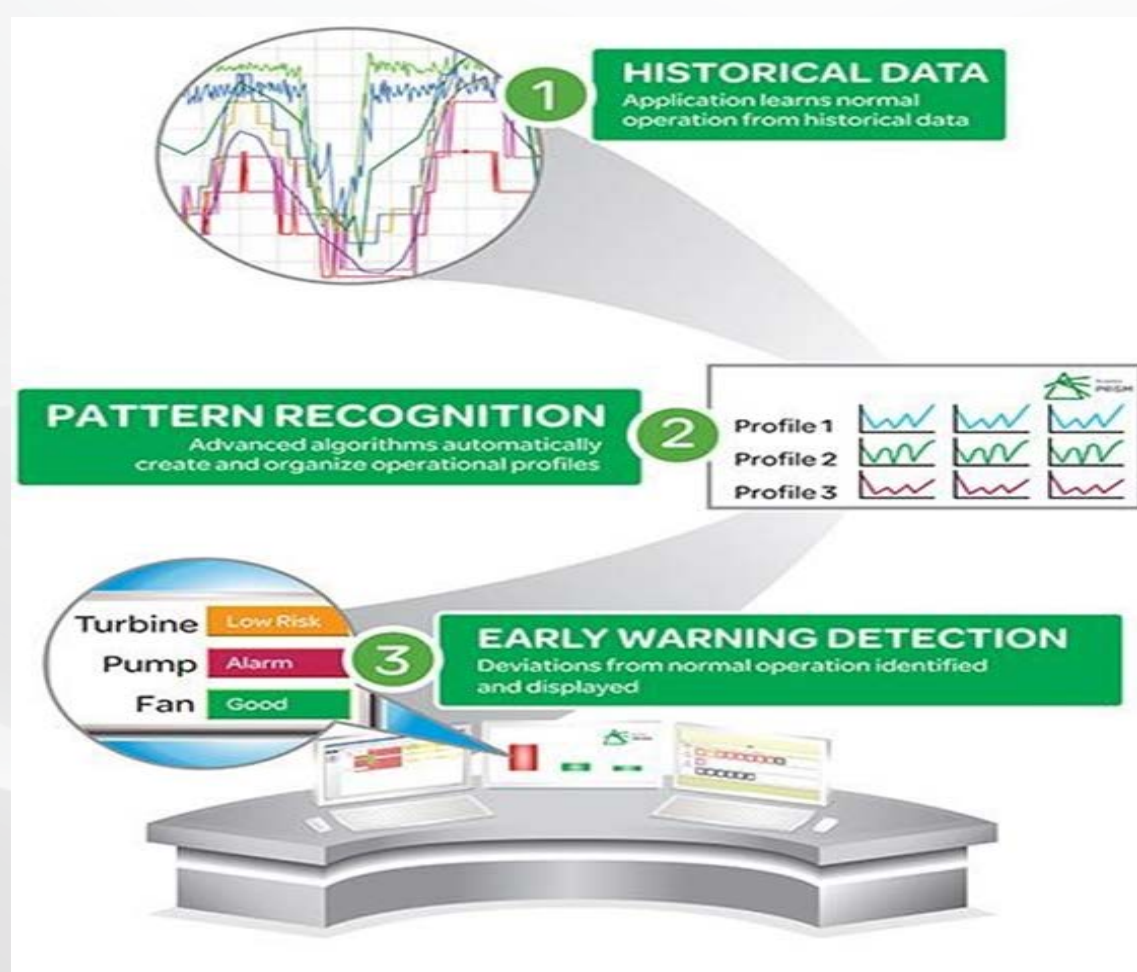 1
HISTORICAL DATA
Application learns normal
operation from historical data
PATTERN RECOGNITION
Advanced algorithms automatically
create and organize operational profiles
2
PRiSM
Profile 1
Profile 2
Profile 3
Turbine Low Risk
Pump Alarm
Fan Good
3
EARLY WARNING DETECTION
Deviations from normal operation identified
and displayed